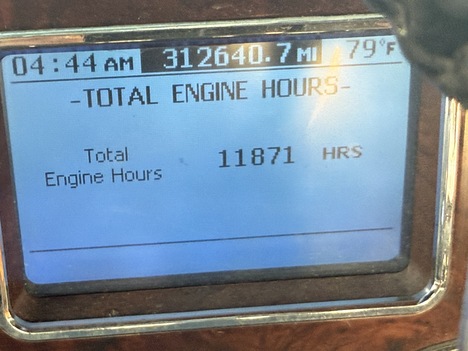 04:44 AM 312640.7 MI 79°F
-TOTAL ENGINE HOURS-
Total 11871 HRS
Engine Hours